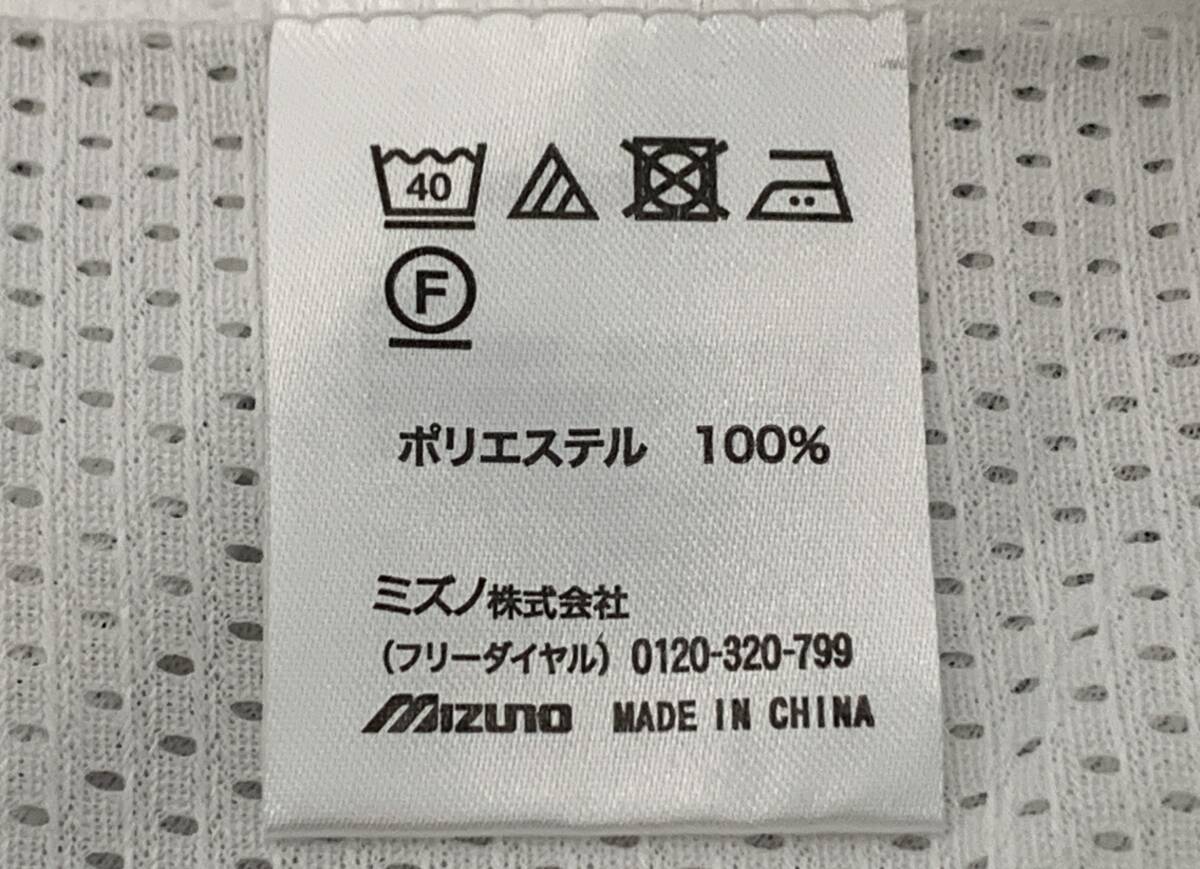 40
F
ポリエステル 100%
ミズノ株式会社
(フリーダイヤル) 0120-320-799
MIZUNO MADE IN CHINA